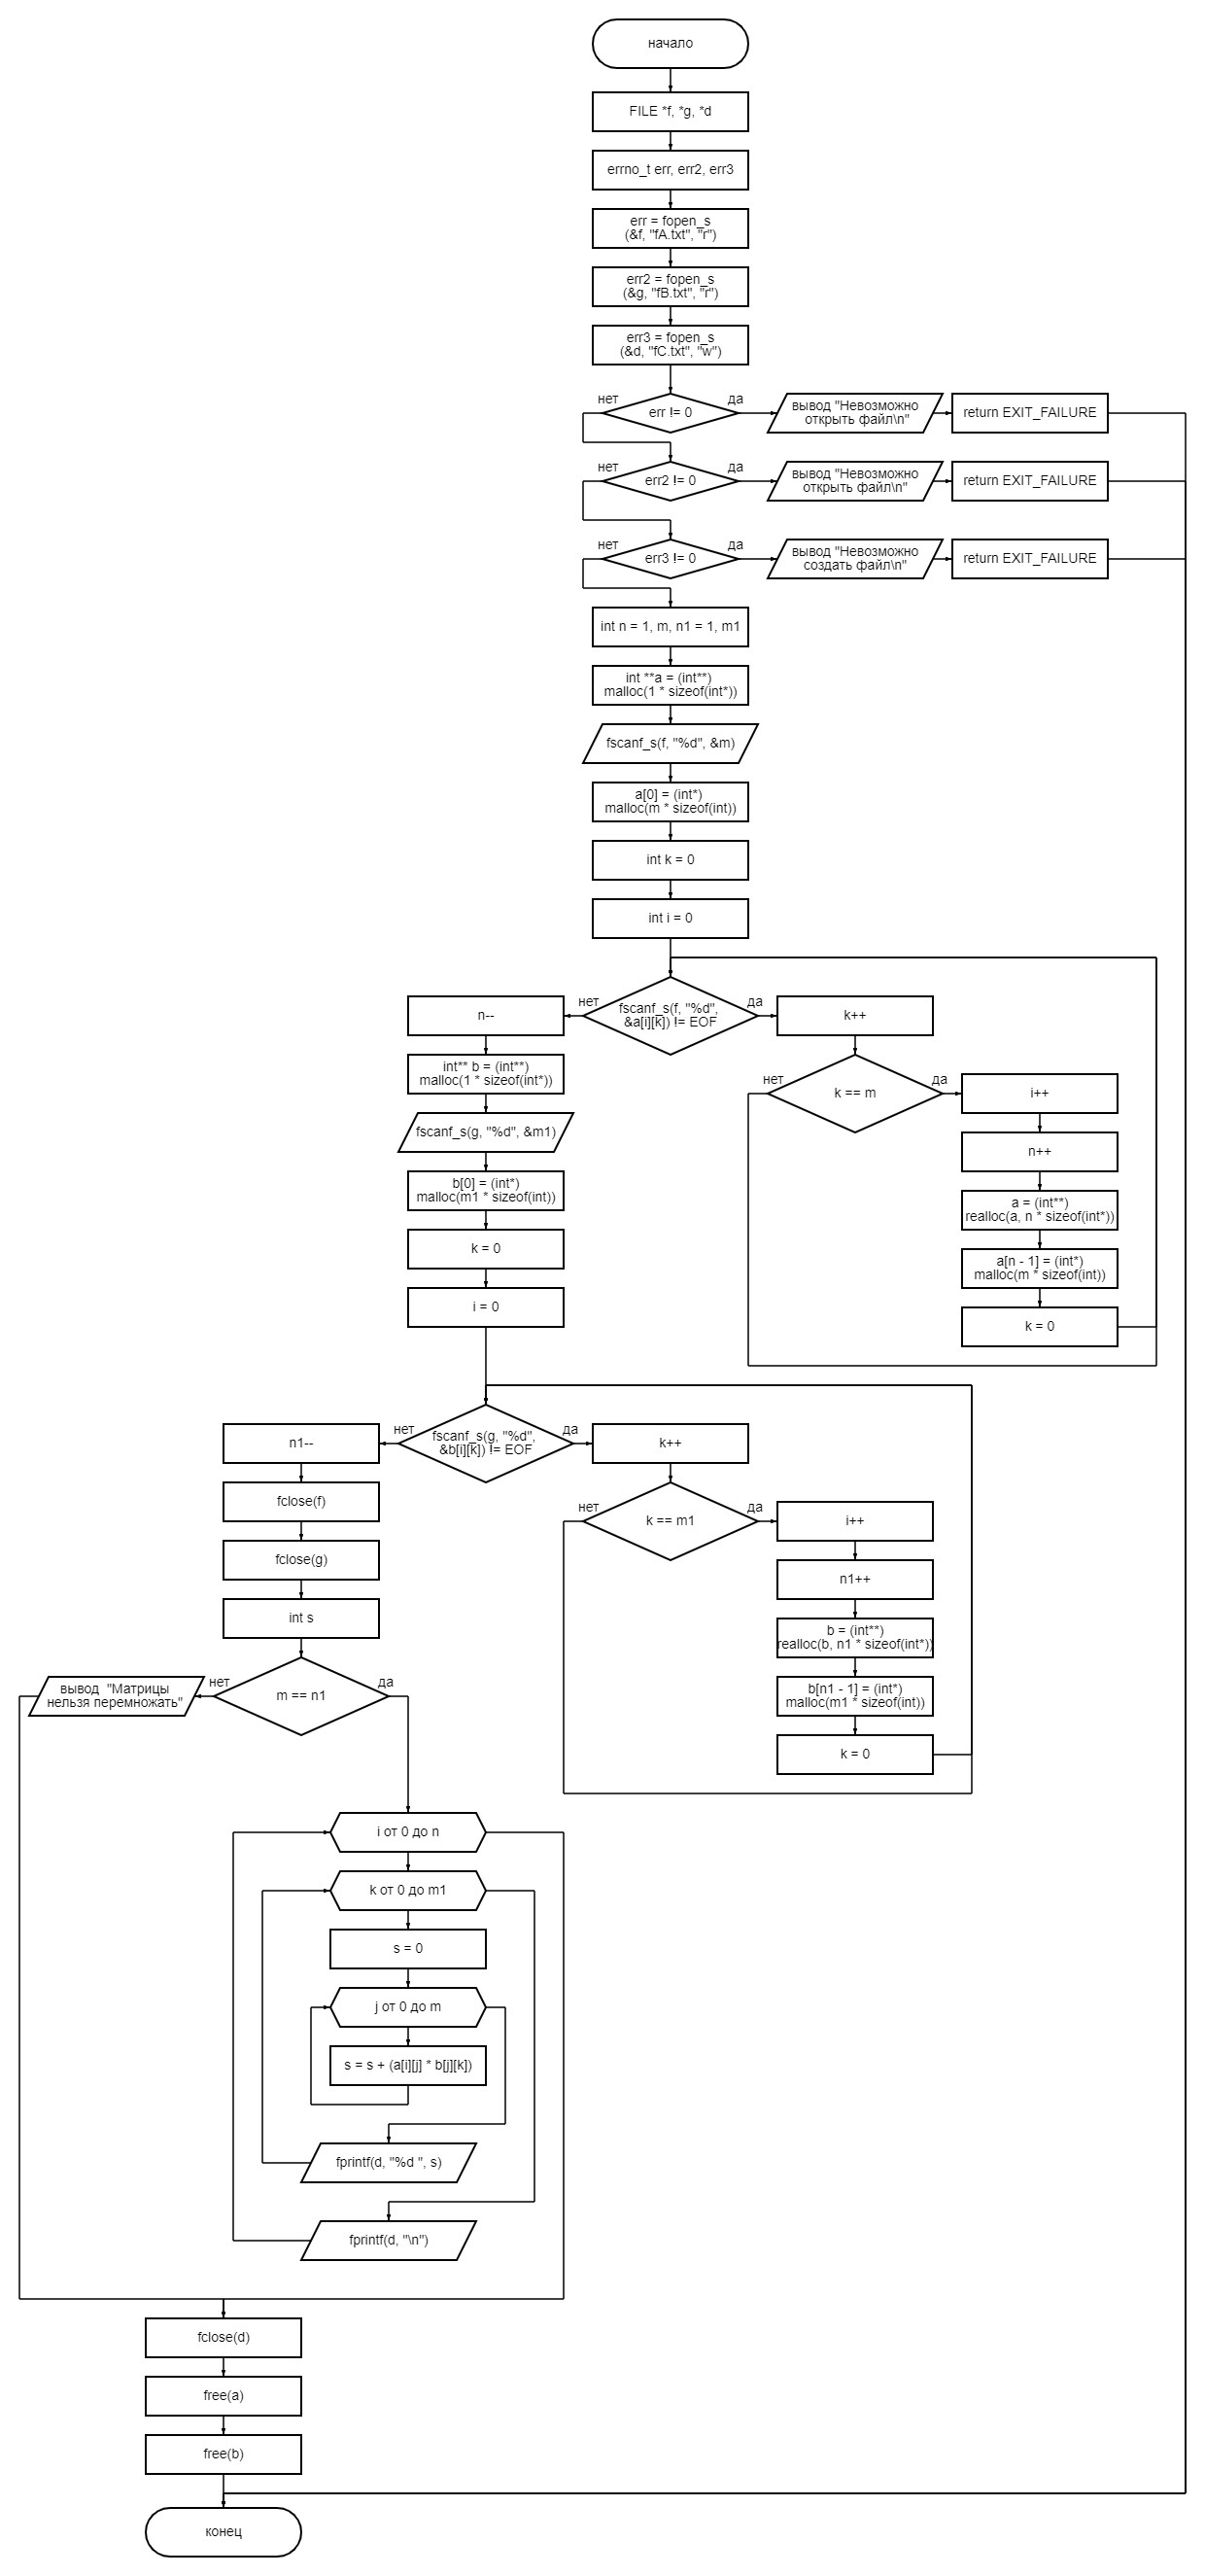 начало
FILE *f, *g, *d
errno_t err, err2, err3
err = fopen_s
(&f, "fA.txt", "r")
err2 = fopen_s
(&g, "fB.txt", "r")
err3 = fopen_s
(&d, "fC.txt", "w")
нет
err != 0
да
вывод "Невозможно
открыть файл\n"
return EXIT_FAILURE
нет
err2 != 0
да
вывод "Невозможно
открыть файл\n"
return EXIT_FAILURE
нет
err3 != 0
да
вывод "Невозможно
создать файл\n"
return EXIT_FAILURE
int n = 1, m, n1 = 1, m1
int **a = (int**)
malloc(1 * sizeof(int*))
fscanf_s(f, "%d", &m)
a[0] = (int*)
malloc(m * sizeof(int))
int k = 0
int i = 0
fscanf_s(f, "%d",
&a[i][k]) != EOF
да
k++
k == m
нет
да
i++
n++
a = (int**)
realloc(a, n * sizeof(int*))
a[n - 1] = (int*)
malloc(m * sizeof(int))
k = 0
нет
n--
int** b = (int**)
malloc(1 * sizeof(int*))
fscanf_s(g, "%d", &m1)
b[0] = (int*)
malloc(m1 * sizeof(int))
k = 0
i = 0
fscanf_s(g, "%d",
&b[i][k]) != EOF
да
k++
k == m1
нет
да
i++
n1++
b = (int**)
realloc(b, n1 * sizeof(int*))
b[n1 - 1] = (int*)
malloc(m1 * sizeof(int))
k = 0
нет
n1--
fclose(f)
fclose(g)
int s
m == n1
нет
вывод "Матрицы
нельзя перемножать"
да
i от 0 до n
k от 0 до m1
s = 0
j от 0 до m
s = s + (a[i][j] * b[j][k])
fprintf(d, "%d ", s)
fprintf(d, "\n")
fclose(d)
free(a)
free(b)
конец